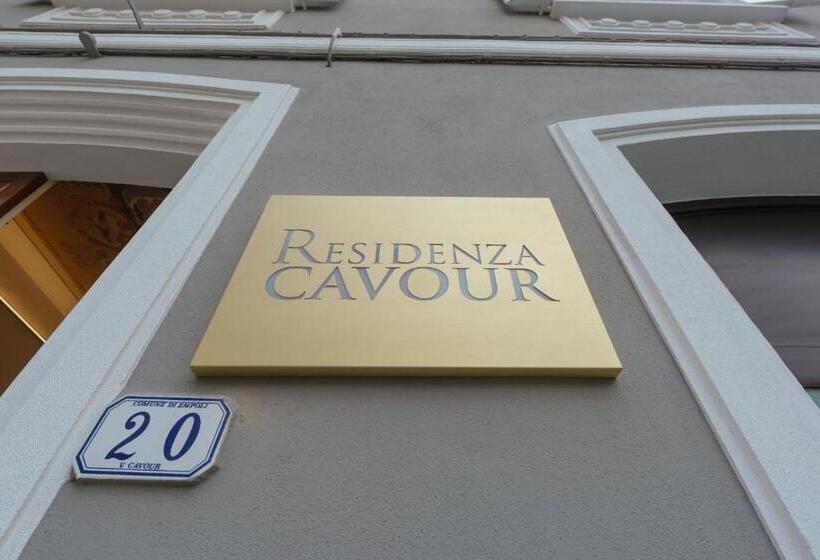 RESIDENZA
CAVOUR
COMUNE DI EMPOLI
20
V. CAVOUR